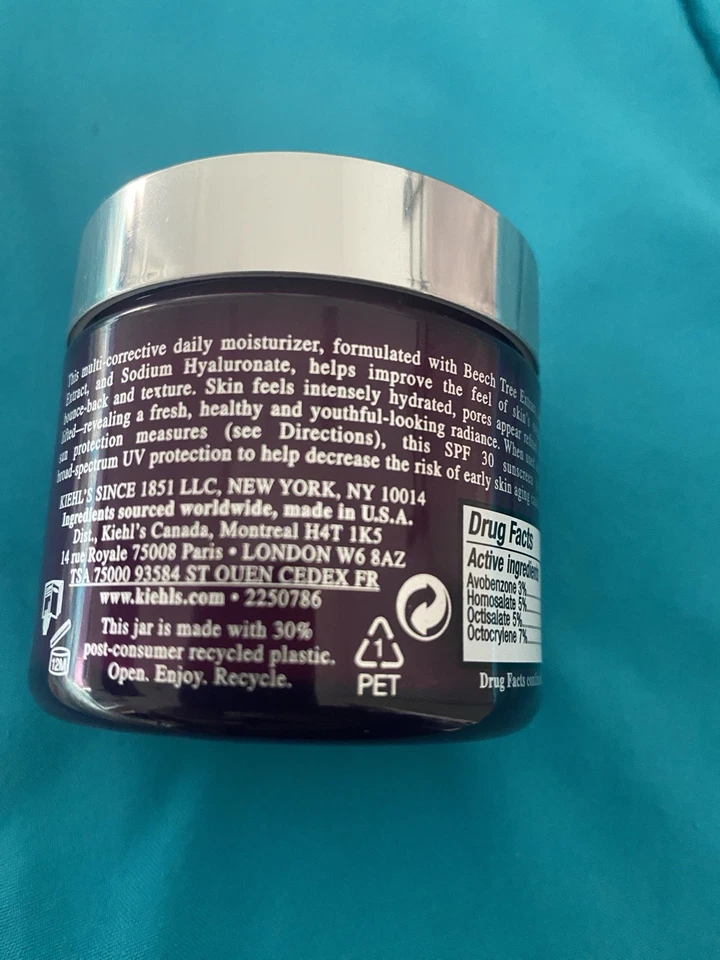 This multi-corrective daily moisturizer, formulated with Beech Tree
Extract, and Sodium Hyaluronate, helps improve the feel of skin's
bounce-back and texture. Skin feels intensely hydrated, pores appear
lifted—revealing a fresh, healthy and youthful-looking radiance. When
sun protection measures (see Directions), this SPF 30 sunscreen
broad-spectrum UV protection to help decrease the risk of early skin aging
KIEHL'S SINCE 1851 LLC, NEW YORK, NY 10014
Ingredients sourced worldwide, made in U.S.A.
Dist., Kiehl's Canada, Montreal H4T 1K5
14 rue Royale 75008 Paris • LONDON W6 8AZ
TSA 75000 93584 ST OUEN CEDEX FR
www.kiehls.com • 2250786
This jar is made with 30%
post-consumer recycled plastic.
Open. Enjoy. Recycle.
12M
1
PET
Drug Facts
Active ingredients
Avobenzone 3%
Homosalate 5%
Octisalate 5%
Octocrylene 7%
Drug Facts